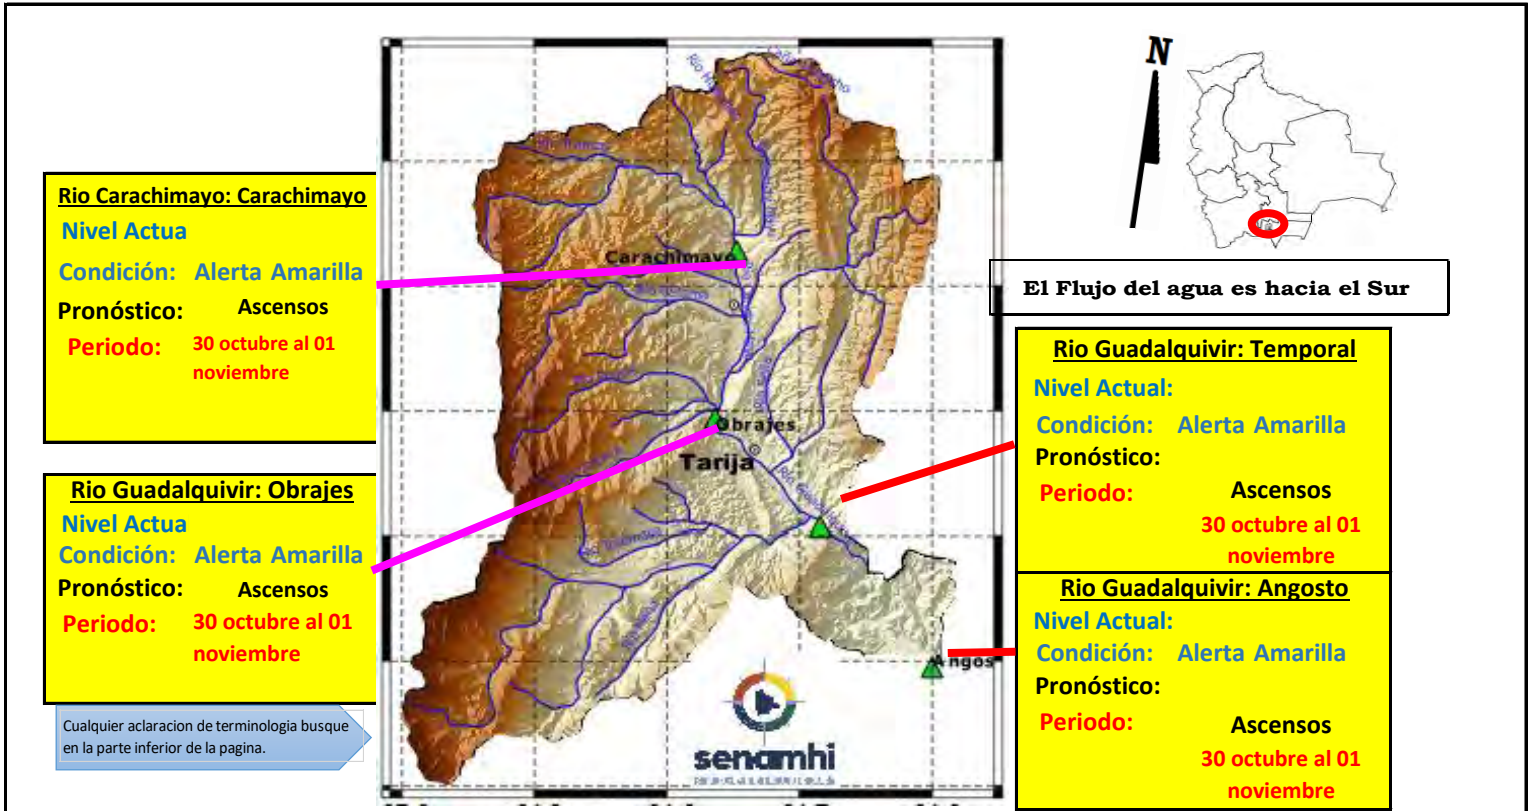 Rio Carachimayo: Carachimayo
Nivel Actua
Condición: Alerta Amarilla
Pronóstico: Ascensos
Periodo: 30 octubre al 01
noviembre
Rio Guadalquivir: Obrajes
Nivel Actua
Condición: Alerta Amarilla
Pronóstico: Ascensos
Periodo: 30 octubre al 01
noviembre
Cualquier aclaracion de terminologia busque
en la parte inferior de la pagina.
Carachimayo
Obrajes
Tarija
Angos
senamhi
N
El Flujo del agua es hacia el Sur
Rio Guadalquivir: Temporal
Nivel Actual:
Condición: Alerta Amarilla
Pronóstico:
Periodo: Ascensos
30 octubre al 01
noviembre
Rio Guadalquivir: Angosto
Nivel Actual:
Condición: Alerta Amarilla
Pronóstico:
Periodo: Ascensos
30 octubre al 01
noviembre